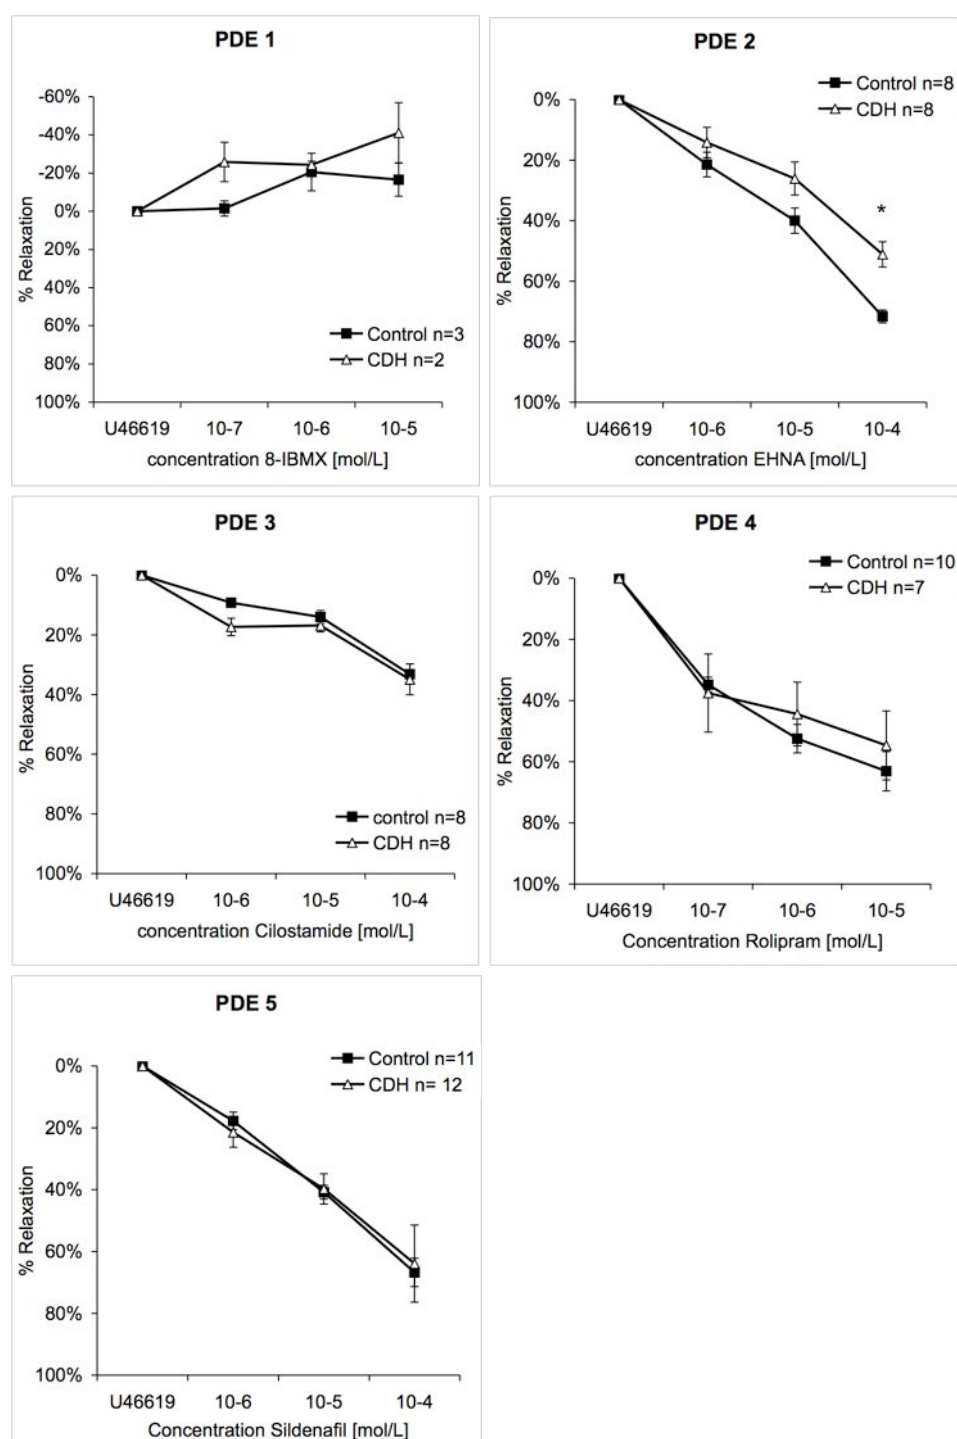 PDE 1
-60%
-40%
-20%
0%
20%
40%
60%
80%
100%
% Relaxation
Control n=3
CDH n=2
U46619 10-7 10-6 10-5
concentration 8-IBMX [mol/L]
PDE 2
Control n=8
CDH n=8
0%
20%
40%
60%
80%
100%
% Relaxation
*
U46619 10-6 10-5 10-4
concentration EHNA [mol/L]
PDE 3
0%
20%
40%
60%
80%
100%
% Relaxation
control n=8
CDH n=8
U46619 10-6 10-5 10-4
concentration Cilostamide [mol/L]
PDE 4
Control n=10
CDH n=7
0%
20%
40%
60%
80%
100%
% Relaxation
U46619 10-7 10-6 10-5
Concentration Rolipram [mol/L]
PDE 5
Control n=11
CDH n= 12
0%
20%
40%
60%
80%
100%
% Relaxation
U46619 10-6 10-5 10-4
Concentration Sildenafil [mol/L]